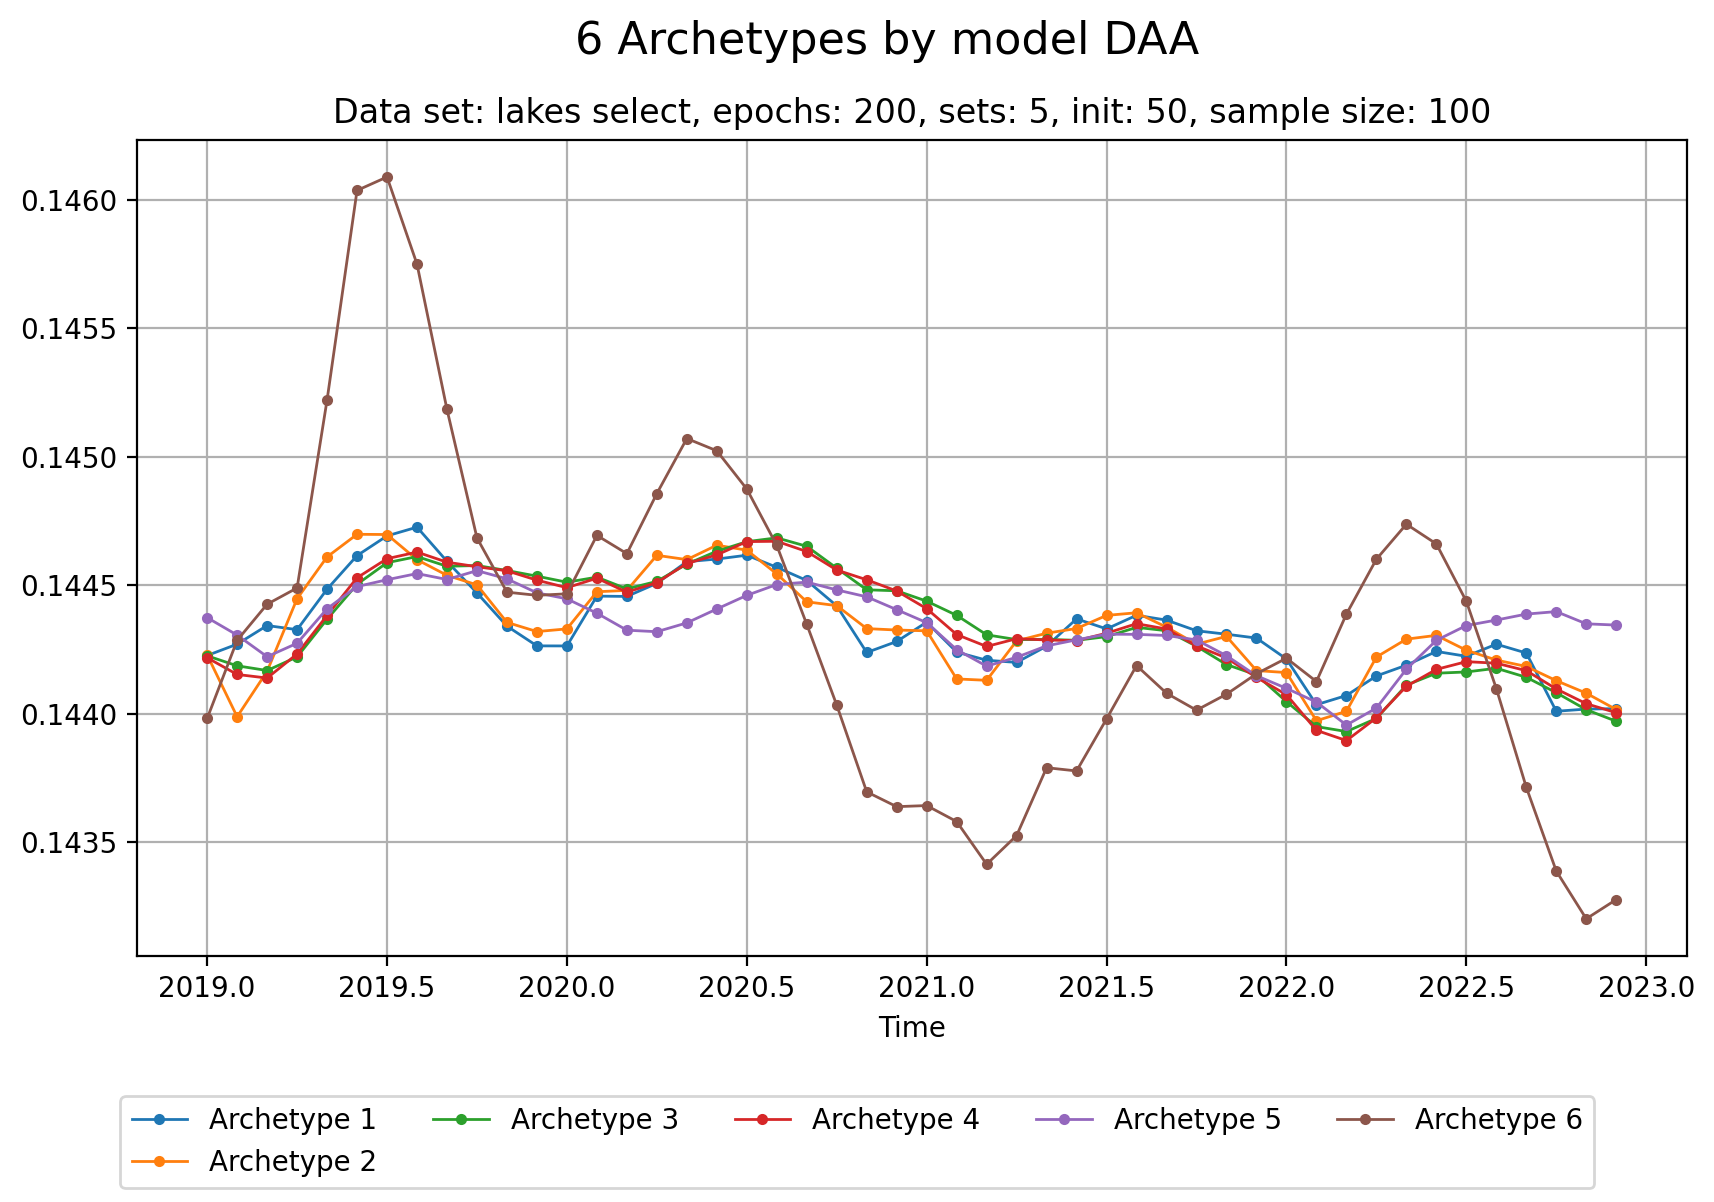 6 Archetypes by model DAA
Data set: lakes select, epochs: 200, sets: 5, init: 50, sample size: 100
0.1460
0.1455
0.1450
0.1445
0.1440
0.1435
2019.0 2019.5 2020.0 2020.5 2021.0 2021.5 2022.0 2022.5 2023.0
Time
Archetype 1 Archetype 3 Archetype 4 Archetype 5 Archetype 6
Archetype 2